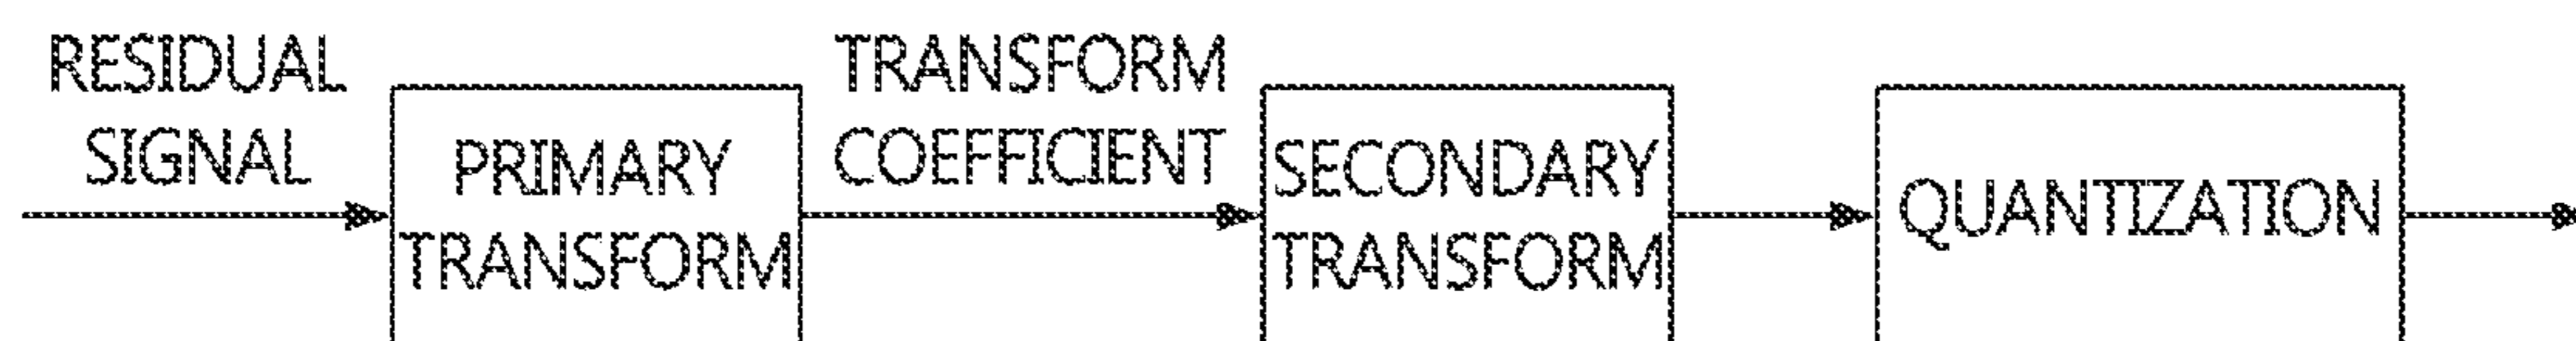 RESIDUAL
SIGNAL
PRIMARY
TRANSFORM
TRANSFORM
COEFFICIENT
SECONDARY
TRANSFORM
QUANTIZATION